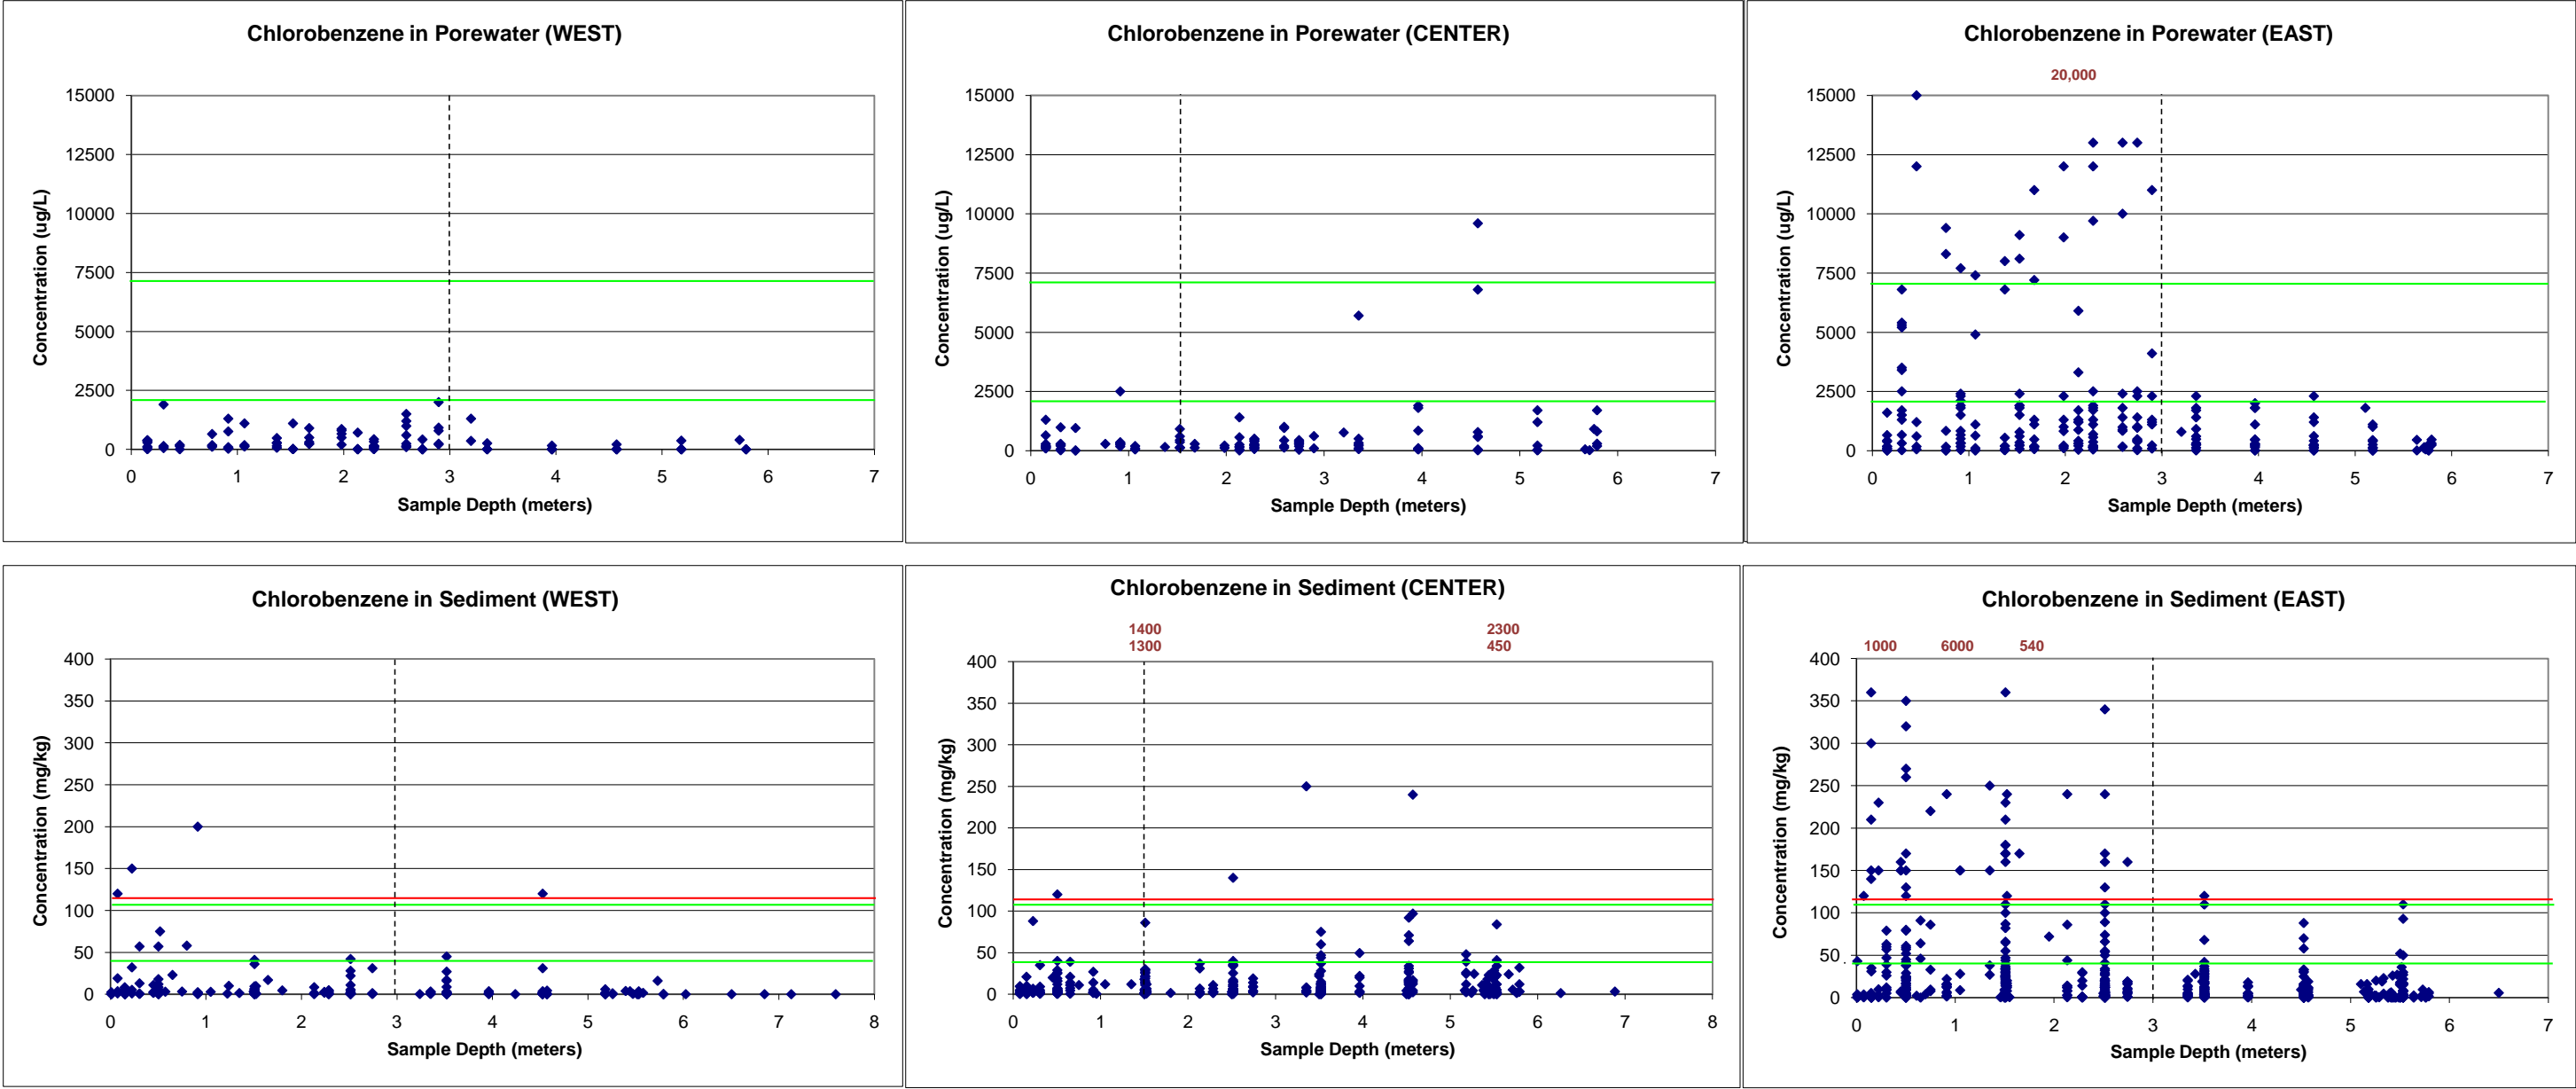 Chlorobenzene in Porewater (WEST)
15000
12500
10000
7500
5000
2500
0
Concentration (ug/L)
0 1 2 3 4 5 6 7
Sample Depth (meters)
Chlorobenzene in Porewater (CENTER)
15000
12500
10000
7500
5000
2500
0
Concentration (ug/L)
0 1 2 3 4 5 6 7
Sample Depth (meters)
Chlorobenzene in Porewater (EAST)
20,000
15000
12500
10000
7500
5000
2500
0
Concentration (ug/L)
0 1 2 3 4 5 6 7
Sample Depth (meters)
Chlorobenzene in Sediment (WEST)
400
350
300
250
200
150
100
50
0
Concentration (mg/kg)
0 1 2 3 4 5 6 7 8
Sample Depth (meters)
Chlorobenzene in Sediment (CENTER)
1400 2300
1300 450
400
350
300
250
200
150
100
50
0
Concentration (mg/kg)
0 1 2 3 4 5 6 7 8
Sample Depth (meters)
Chlorobenzene in Sediment (EAST)
1000 6000 540
400
350
300
250
200
150
100
50
0
Concentration (mg/kg)
0 1 2 3 4 5 6 7
Sample Depth (meters)